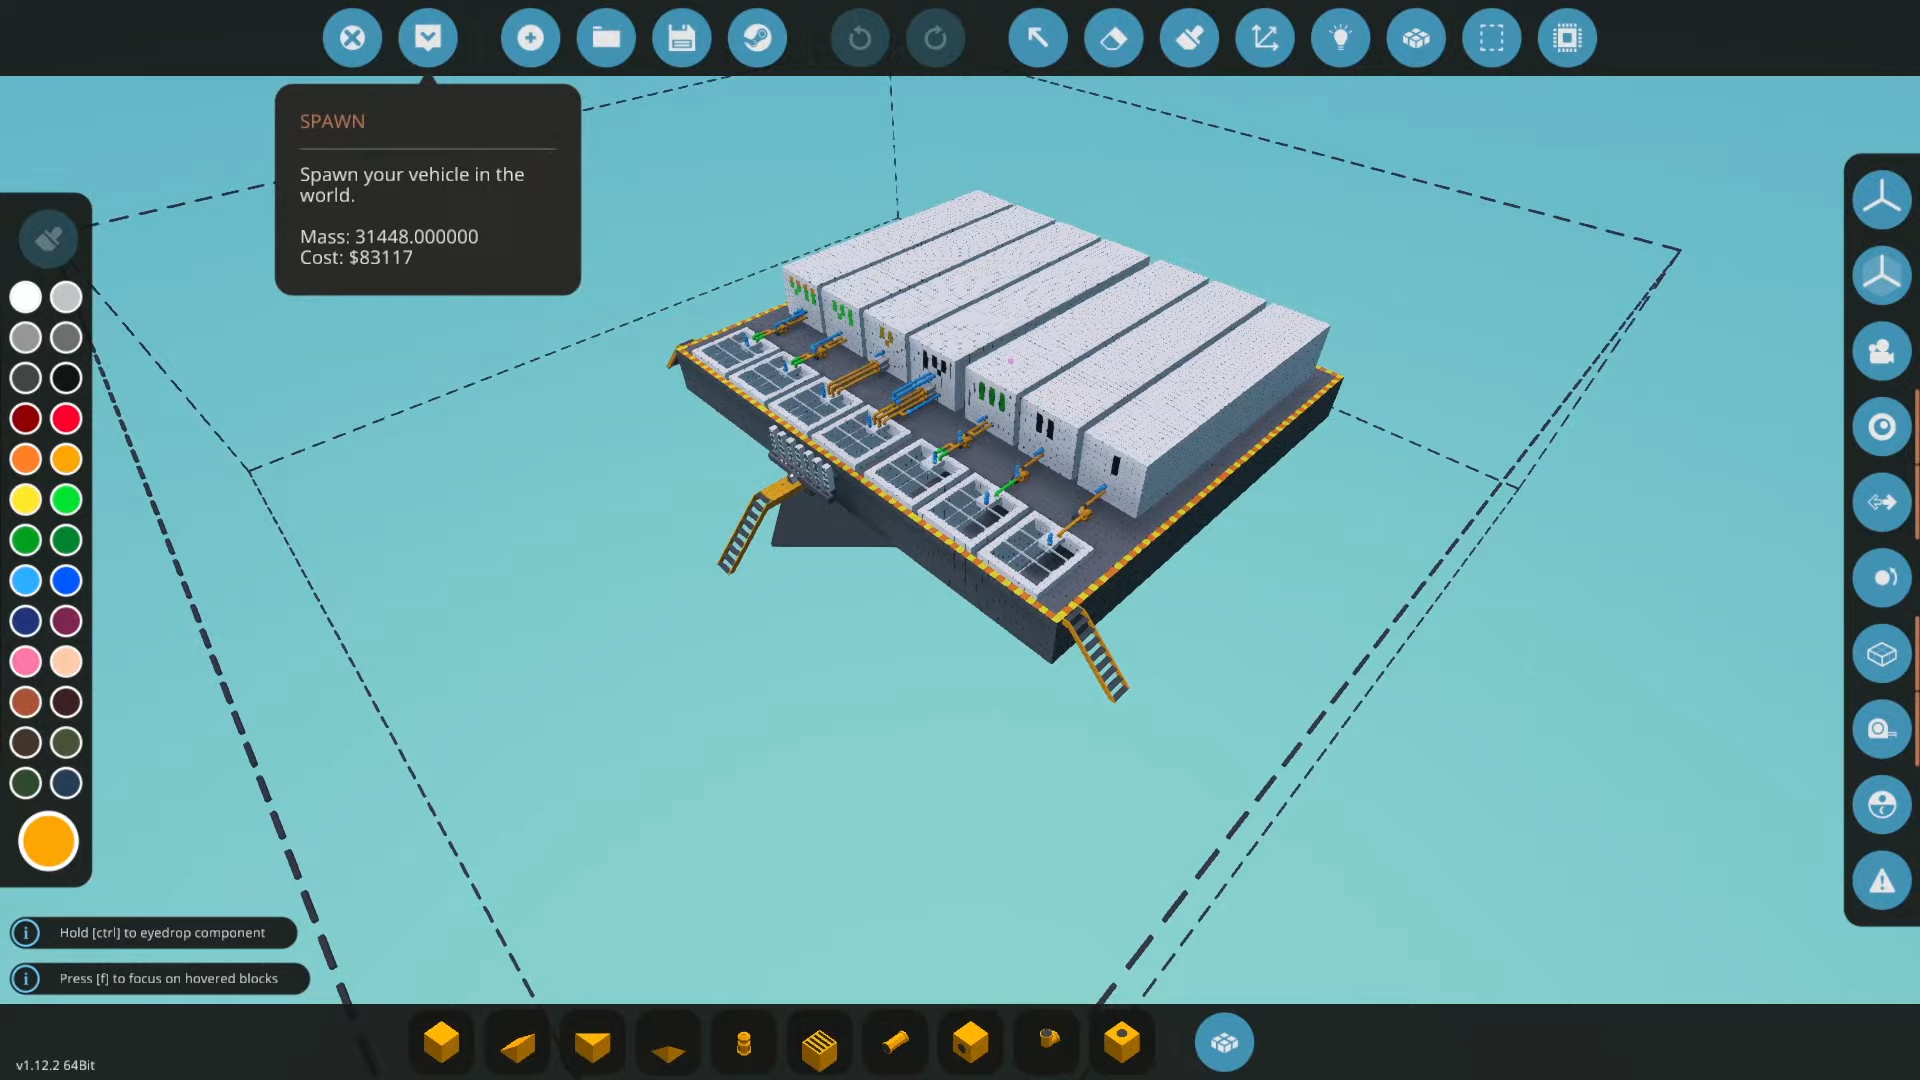 SPAWN
Spawn your vehicle in the
world.
Mass: 31448.000000
Cost: $83117
Hold [ctrl] to eyedrop component
Press [f] to focus on hovered blocks
v1.12.2 64Bit